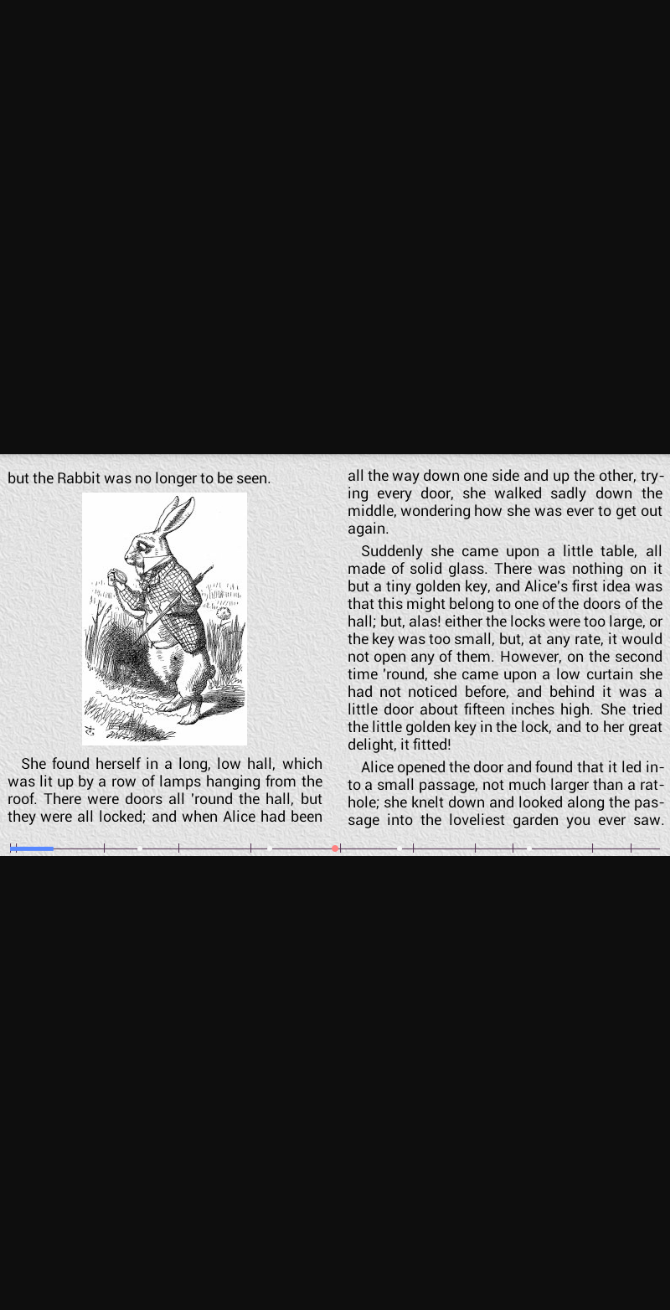 but the Rabbit was no longer to be seen.
She found herself in a long, low hall, which
was lit up by a row of lamps hanging from the
roof. There were doors all 'round the hall, but
they were all locked; and when Alice had been
all the way down one side and up the other, try-
ing every door, she walked sadly down the
middle, wondering how she was ever to get out
again.
Suddenly she came upon a little table, all
made of solid glass. There was nothing on it
but a tiny golden key, and Alice's first idea was
that this might belong to one of the doors of the
hall; but, alas! either the locks were too large, or
the key was too small, but, at any rate, it would
not open any of them. However, on the second
time 'round, she came upon a low curtain she
had not noticed before, and behind it was a
little door about fifteen inches high. She tried
the little golden key in the lock, and to her great
delight, it fitted!
Alice opened the door and found that it led in-
to a small passage, not much larger than a rat-
hole; she knelt down and looked along the pas-
sage into the loveliest garden you ever saw.